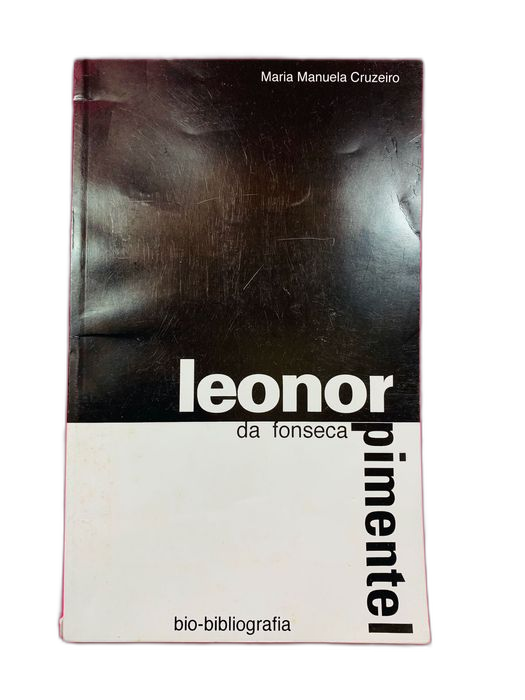 Maria Manuela Cruzeiro
leonor
da fonseca
pimentel
bio-bibliografia